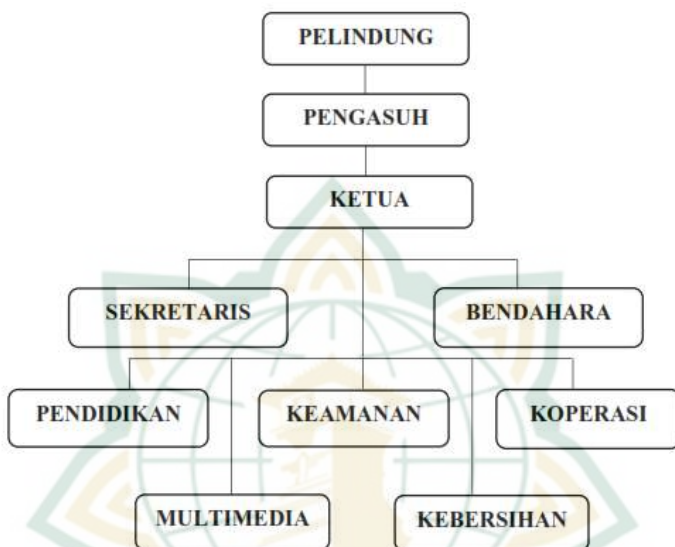 PELINDUNG
PENGASUH
KETUA
SEKRETARIS
BENDAHARA
PENDIDIKAN
KEAMANAN
KOPERASI
MULTIMEDIA
KEBERSIHAN